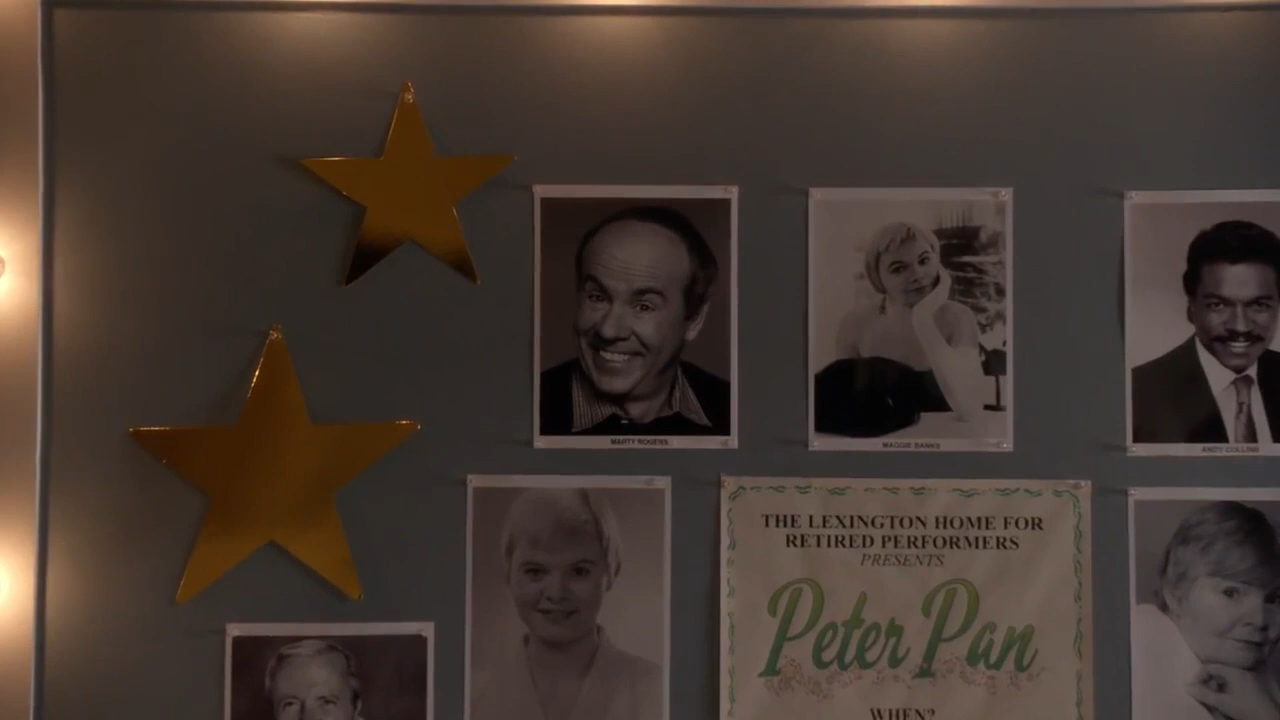 MARTY ROGERS
MAGGIE BANKS
ANDY COLLINS
THE LEXINGTON HOME FOR
RETIRED PERFORMERS
PRESENTS
Peter Pan
WHEN?